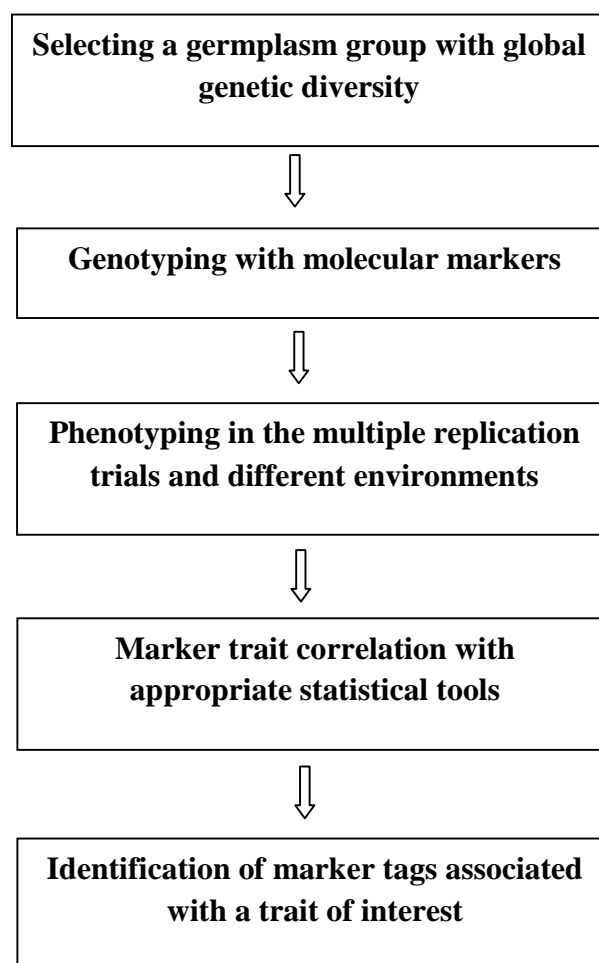 Selecting a germplasm group with global
genetic diversity
Genotyping with molecular markers
Phenotyping in the multiple replication
trials and different environments
Marker trait correlation with
appropriate statistical tools
Identification of marker tags associated
with a trait of interest